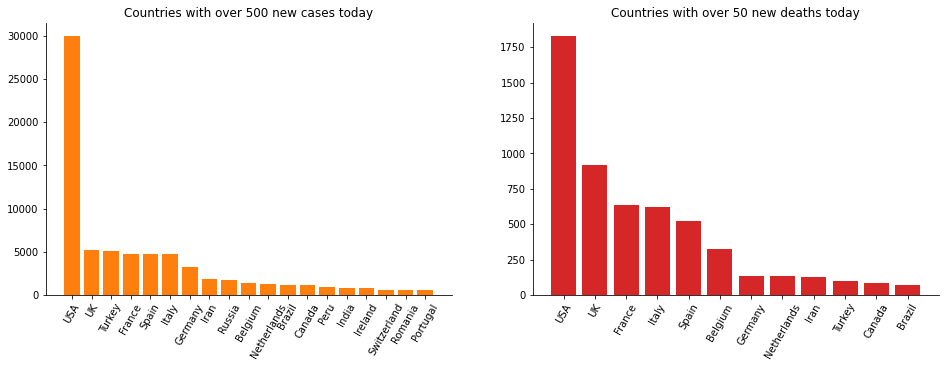 Countries with over 500 new cases today
30000
25000
20000
15000
10000
5000
0
USA
UK
Turkey
France
Spain
Italy
Germany
Iran
Russia
Belgium
Netherlands
Brazil
Canada
Peru
India
Ireland
Switzerland
Romania
Portugal
Countries with over 50 new deaths today
1750
1500
1250
1000
750
500
250
0
USA
UK
France
Italy
Spain
Belgium
Germany
Netherlands
Iran
Turkey
Canada
Brazil